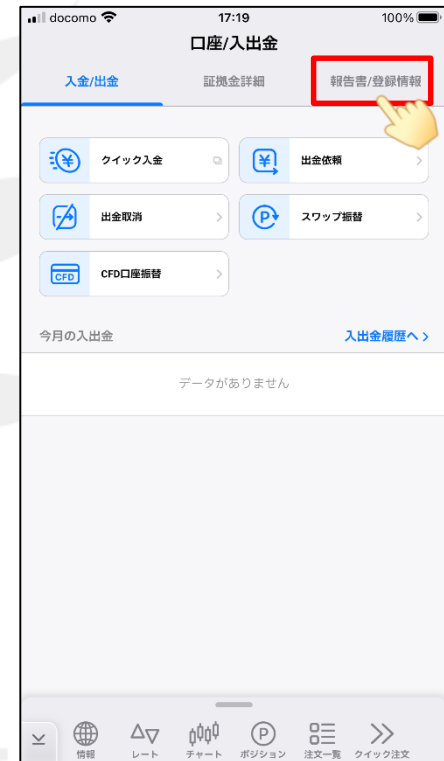 docomo 17:19 100%
口座/入出金
入金/出金 証拠金詳細 報告書/登録情報
クイック入金 出金依頼
出金取消 スワップ振替
CFD CFD口座振替
今月の入出金 入出金履歴へ
データがありません
情報 レート チャート ポジション 注文一覧 クイック注文